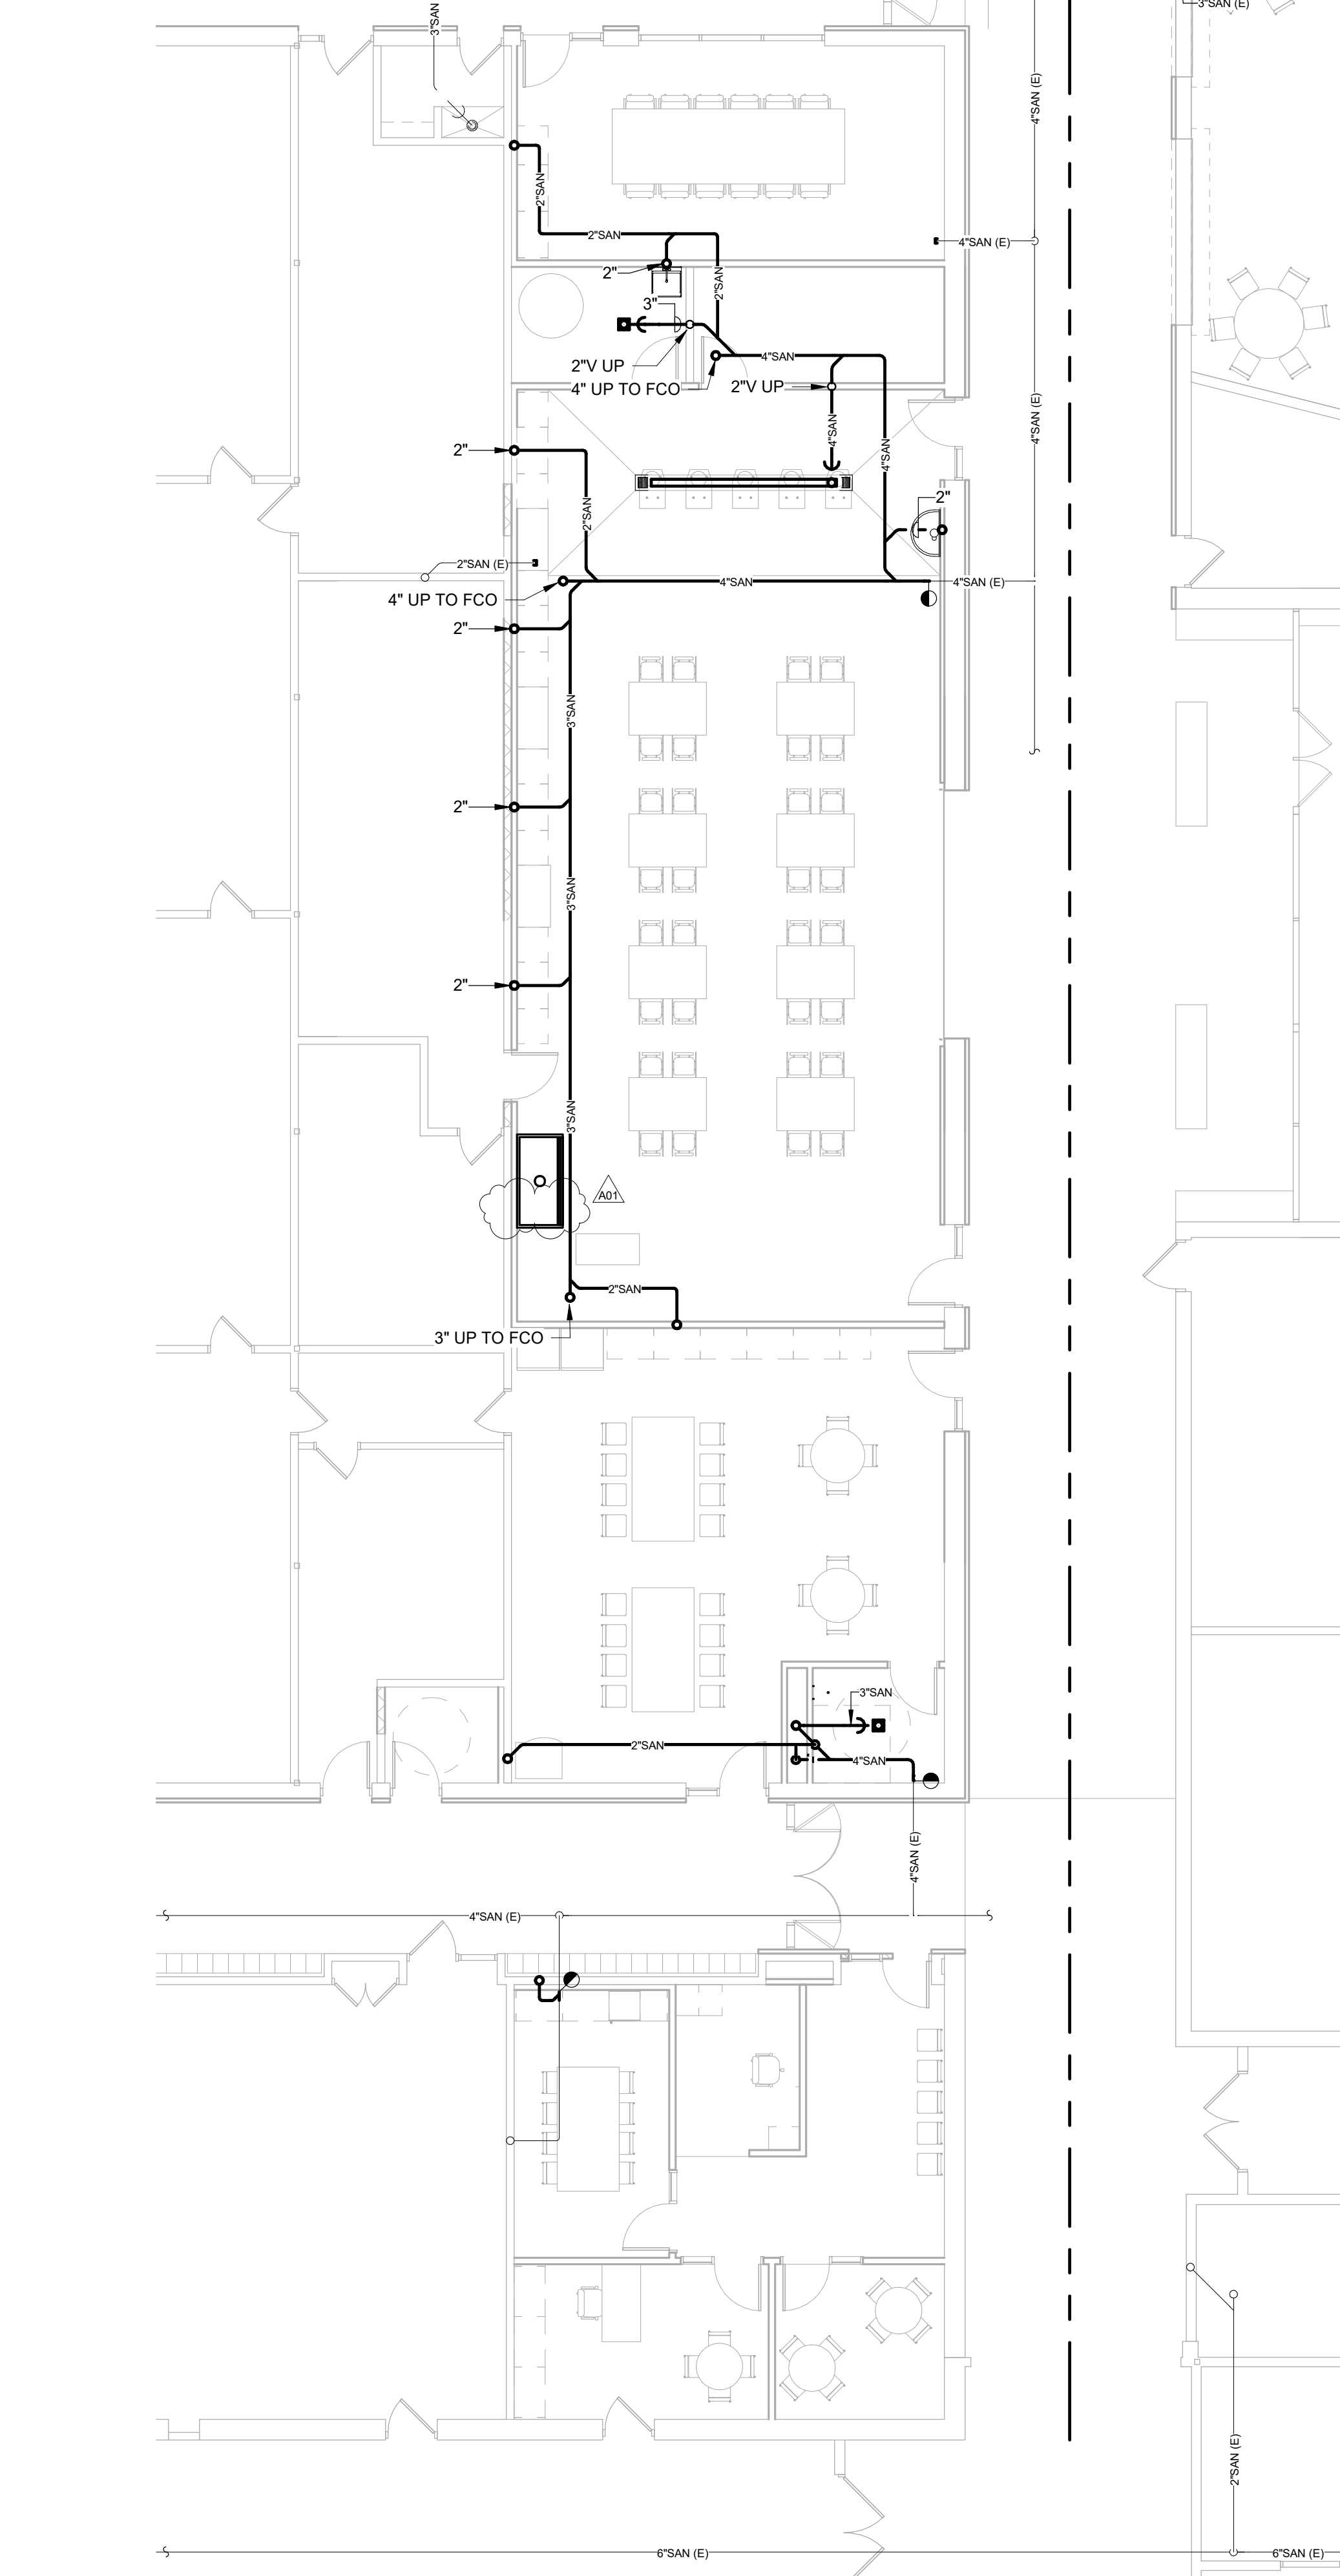 3"SAN
3"SAN (E)
4"SAN (E)
2"SAN
2"SAN
4"SAN (E)
2"
2"SAN
3"
2"V UP
4"SAN
4" UP TO FCO
2"V UP
4"SAN (E)
4"SAN
4"SAN
2"
2"
2"SAN
2"SAN (E)
4"SAN
4"SAN (E)
4" UP TO FCO
2"
3"SAN
2"
3"SAN
2"
3"SAN
A01
2"SAN
3" UP TO FCO
3"SAN
2"SAN
4"SAN
4"SAN (E)
4"SAN (E)
2"SAN (E)
6"SAN (E)
6"SAN (E)